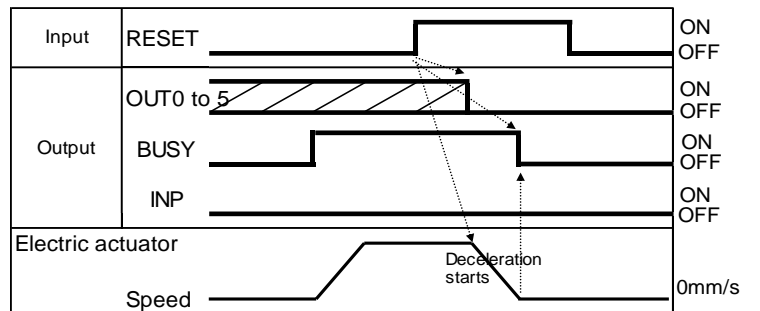 Input
RESET
ON
OFF
Output
OUT0 to 5
ON
OFF
BUSY
ON
OFF
INP
ON
OFF
Electric actuator
Speed
Deceleration
starts
0mm/s